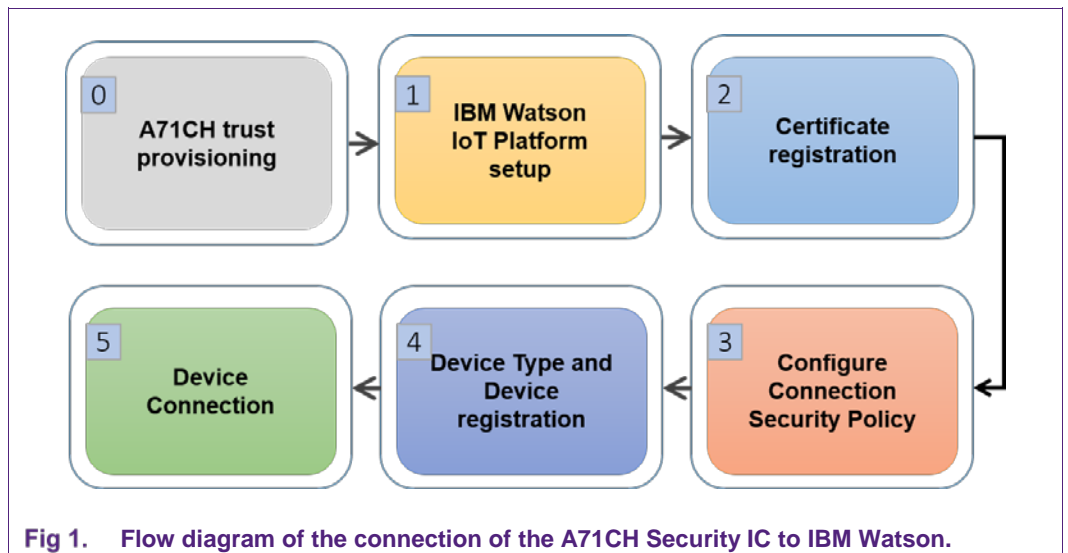 0
A71CH trust
provisioning
1
IBM Watson
IoT Platform
setup
2
Certificate
registration
5
Device
Connection
4
Device Type and
Device
registration
3
Configure
Connection
Security Policy
Fig 1. Flow diagram of the connection of the A71CH Security IC to IBM Watson.